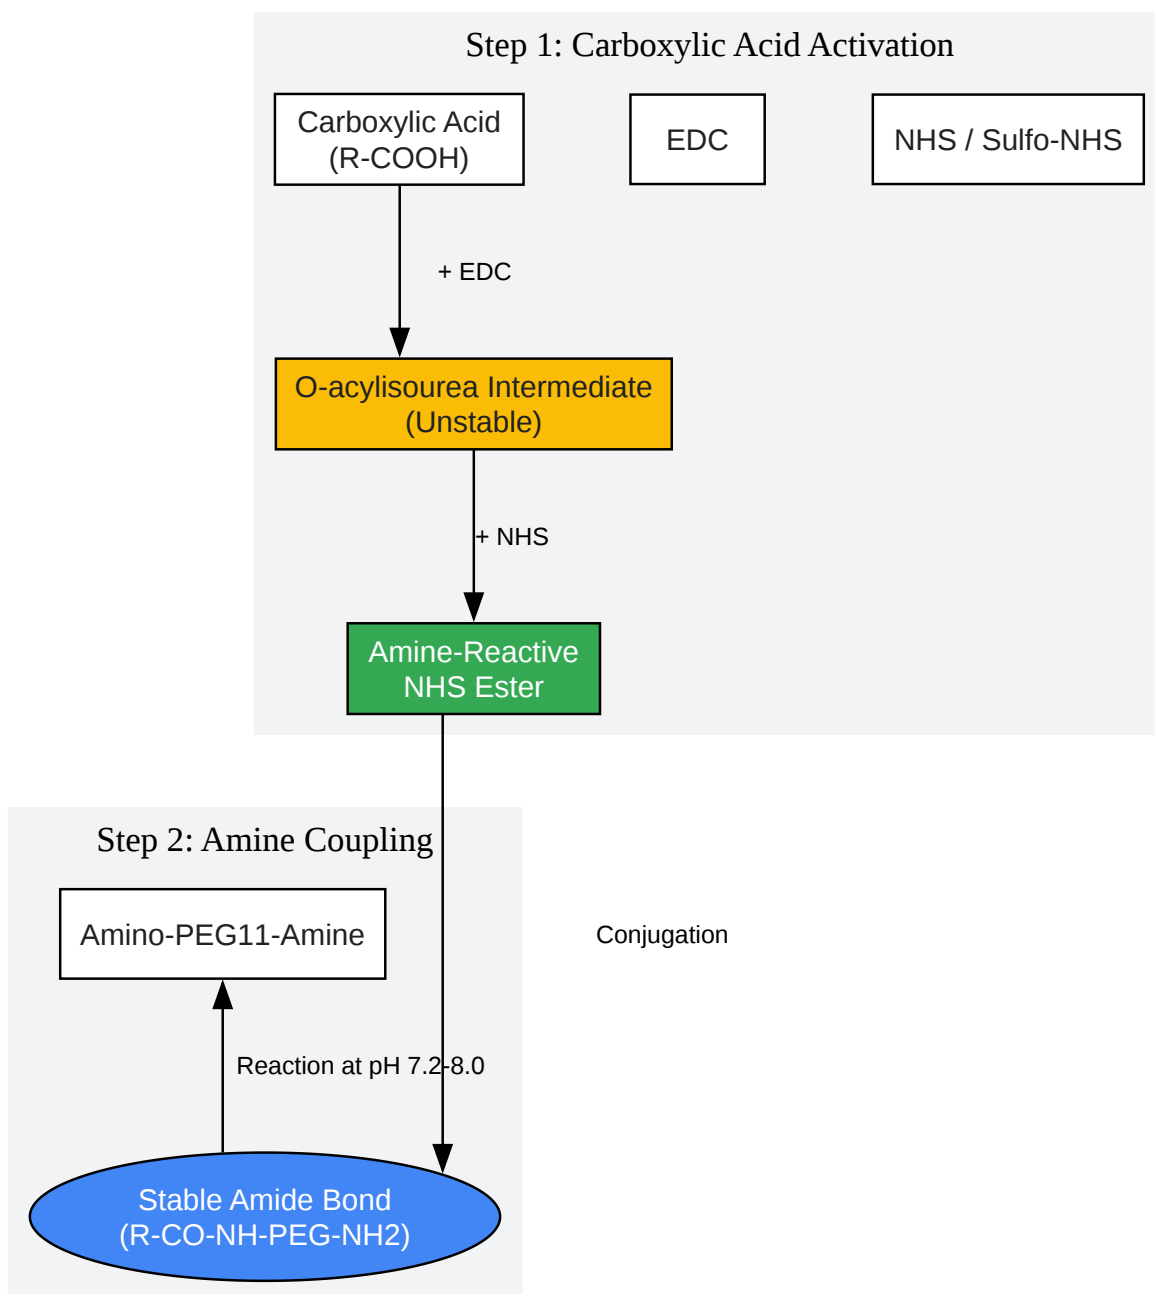 Step 1: Carboxylic Acid Activation
Carboxylic Acid
(R-COOH)
EDC
NHS / Sulfo-NHS
+ EDC
O-acylisourea Intermediate
(Unstable)
+ NHS
Amine-Reactive
NHS Ester
Step 2: Amine Coupling
Amino-PEG11-Amine
Conjugation
Reaction at pH 7.2-8.0
Stable Amide Bond
(R-CO-NH-PEG-NH2)